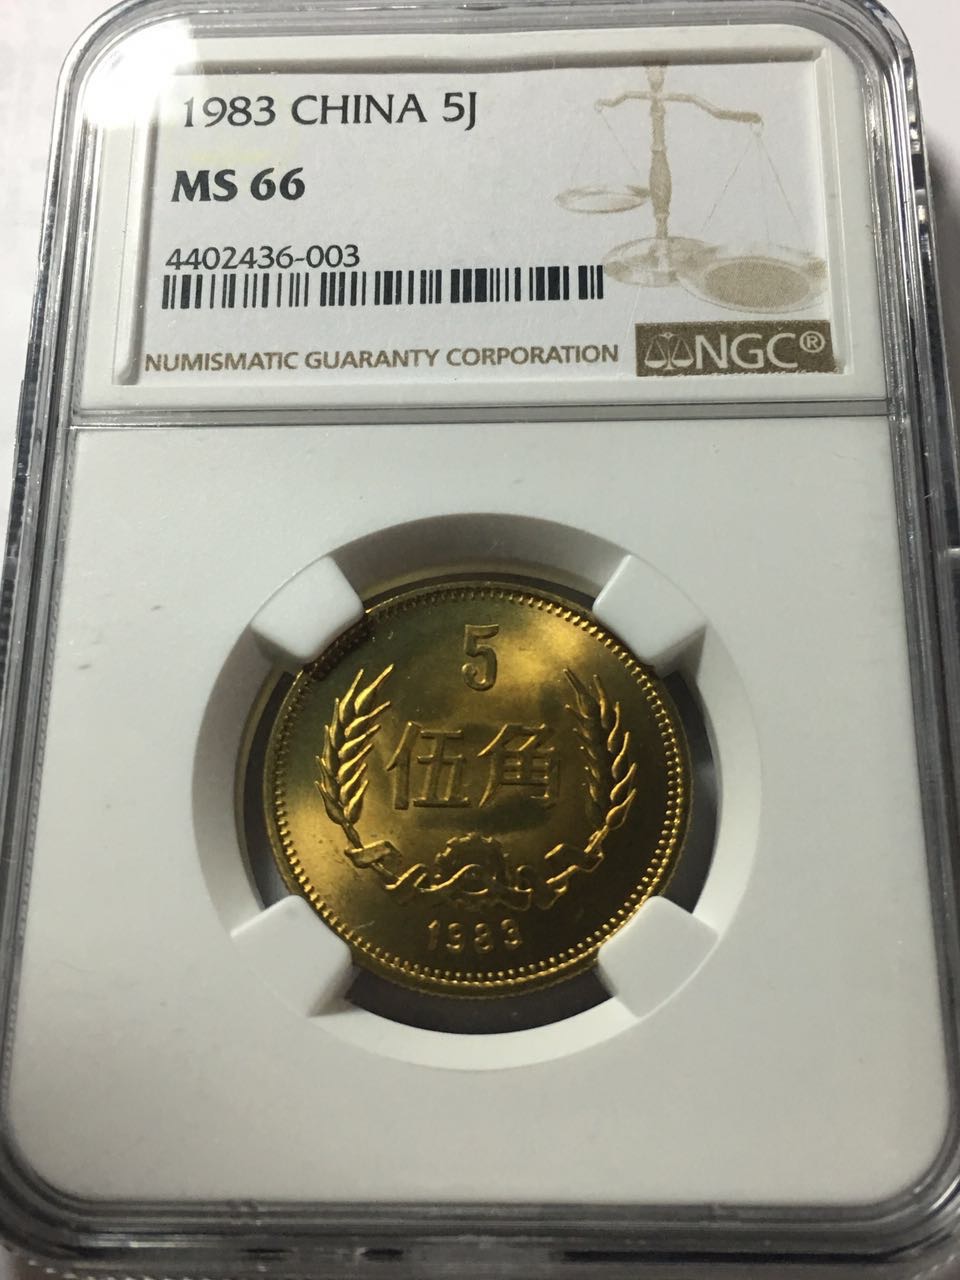 1983 CHINA 5J
MS 66
4402436-003
NUMISMATIC GUARANTY CORPORATION
NGC®
5
伍角
1983